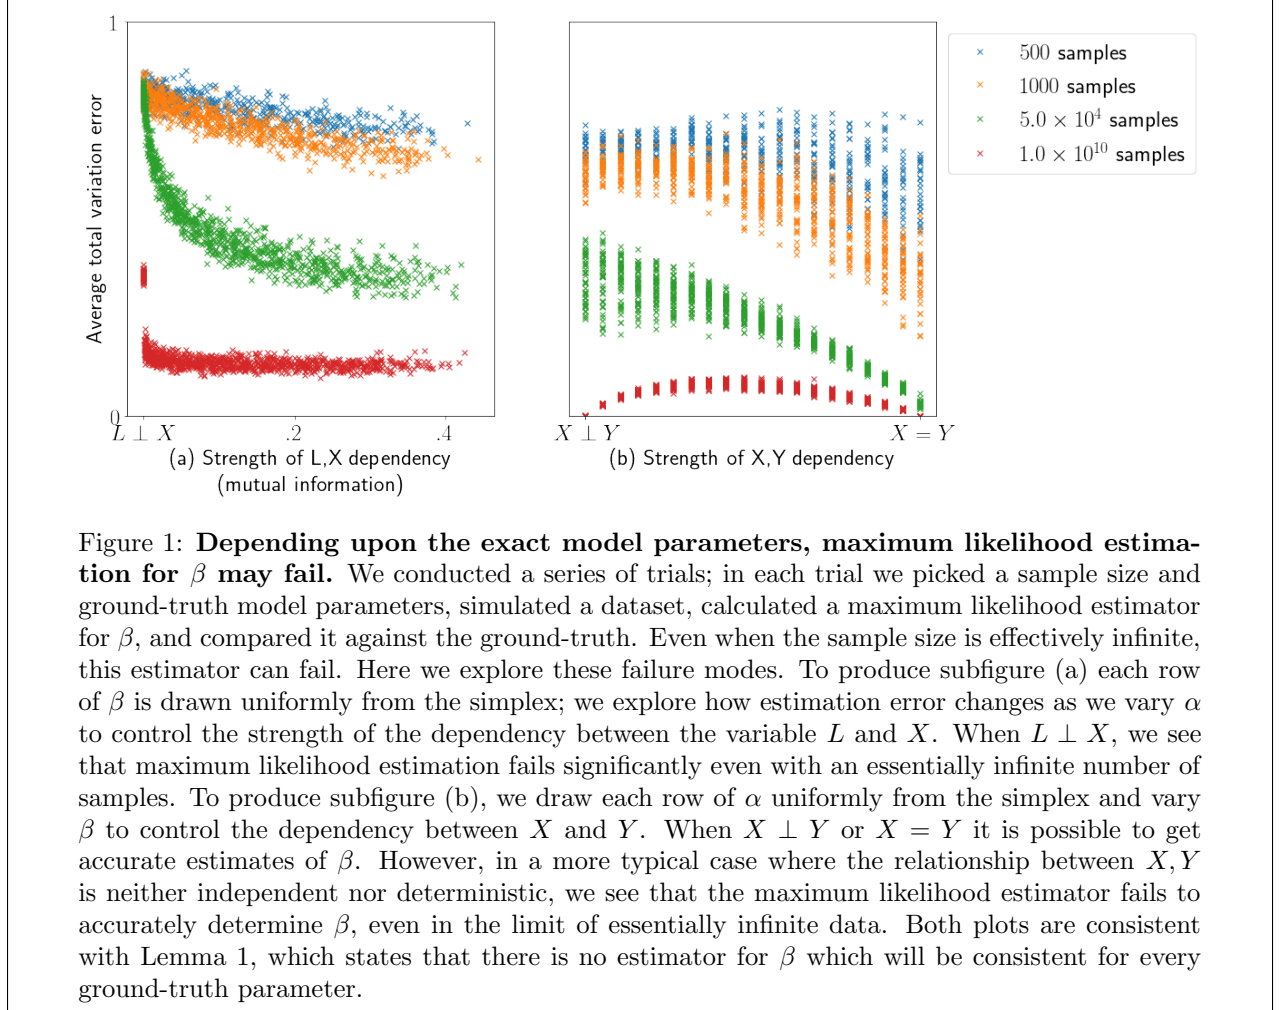 1
Average total variation error
0
L ⊥ X
.2
.4
(a) Strength of L,X dependency
(mutual information)
X ⊥ Y
X = Y
(b) Strength of X,Y dependency
500 samples
1000 samples
5.0 × 10⁴ samples
1.0 × 10¹⁰ samples
Figure 1: Depending upon the exact model parameters, maximum likelihood estima-
tion for β may fail. We conducted a series of trials; in each trial we picked a sample size and
ground-truth model parameters, simulated a dataset, calculated a maximum likelihood estimator
for β, and compared it against the ground-truth. Even when the sample size is effectively infinite,
this estimator can fail. Here we explore these failure modes. To produce subfigure (a) each row
of β is drawn uniformly from the simplex; we explore how estimation error changes as we vary α
to control the strength of the dependency between the variable L and X. When L ⊥ X, we see
that maximum likelihood estimation fails significantly even with an essentially infinite number of
samples. To produce subfigure (b), we draw each row of α uniformly from the simplex and vary
β to control the dependency between X and Y. When X ⊥ Y or X = Y it is possible to get
accurate estimates of β. However, in a more typical case where the relationship between X, Y
is neither independent nor deterministic, we see that the maximum likelihood estimator fails to
accurately determine β, even in the limit of essentially infinite data. Both plots are consistent
with Lemma 1, which states that there is no estimator for β which will be consistent for every
ground-truth parameter.